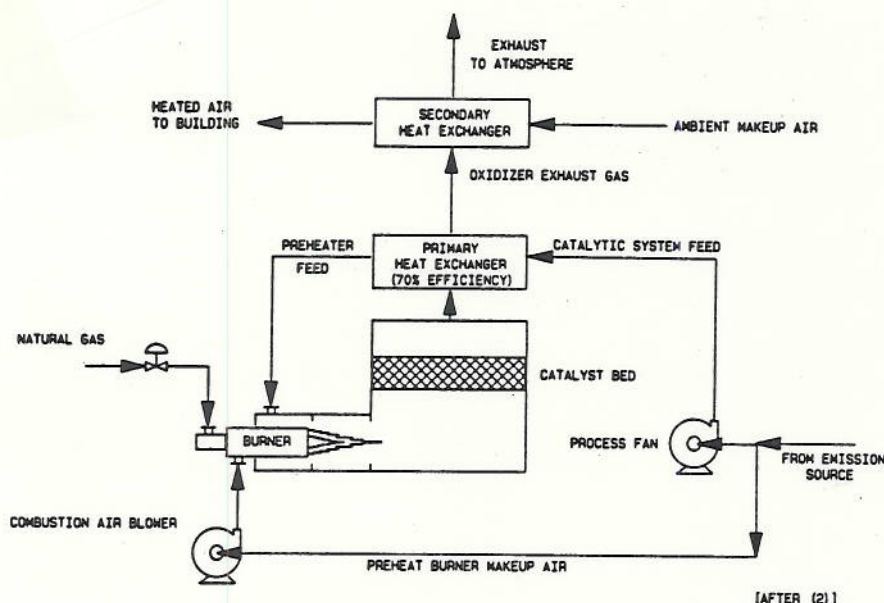 EXHAUST
TO ATMOSPHERE
HEATED AIR
TO BUILDING
SECONDARY
HEAT EXCHANGER
AMBIENT MAKEUP AIR
OXIDIZER EXHAUST GAS
PREHEATER
FEED
PRIMARY
HEAT EXCHANGER
(70% EFFICIENCY)
CATALYTIC SYSTEM FEED
NATURAL GAS
CATALYST BED
BURNER
PROCESS FAN
FROM EMISSION
SOURCE
COMBUSTION AIR BLOWER
PREHEAT BURNER MAKEUP AIR
[AFTER (2)]